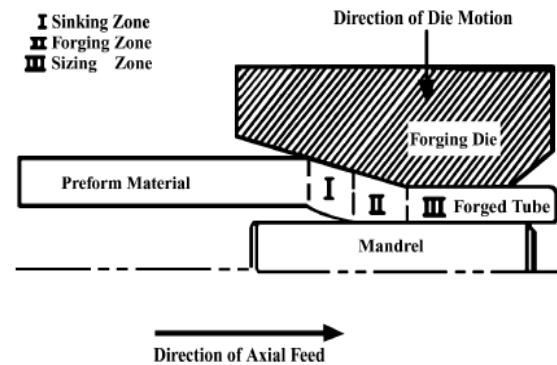 I Sinking Zone
II Forging Zone
III Sizing Zone
Direction of Die Motion
Forging Die
Preform Material
I
II
III Forged Tube
Mandrel
Direction of Axial Feed